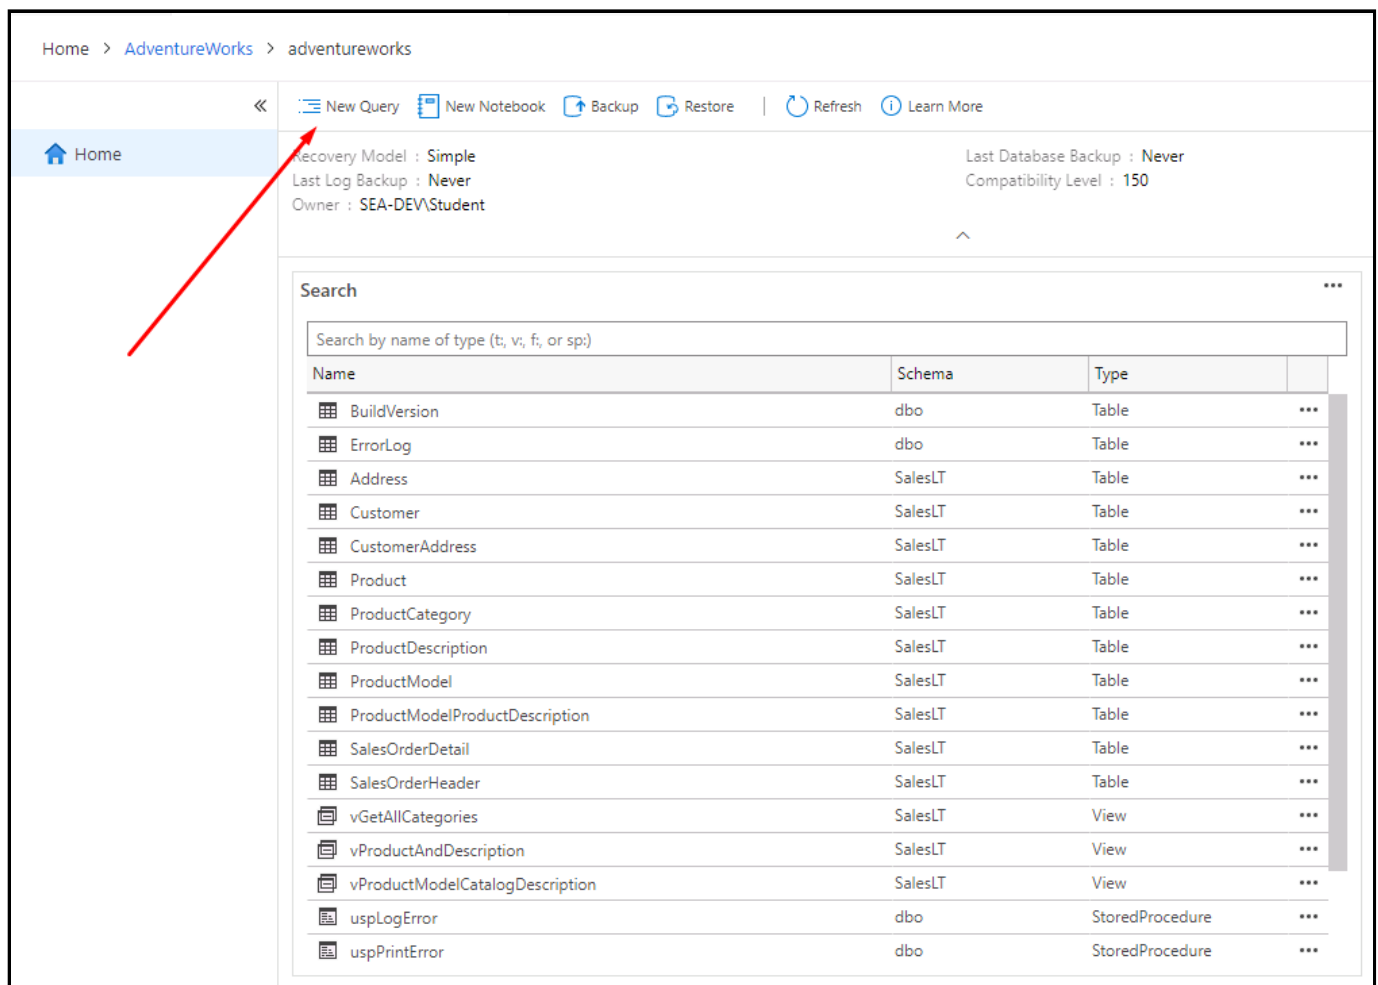 Home > AdventureWorks > adventureworks
« New Query New Notebook Backup Restore | Refresh Learn More
Home
Recovery Model : Simple Last Database Backup : Never
Last Log Backup : Never Compatibility Level : 150
Owner : SEA-DEV\Student
Search
Search by name of type (t:, v:, f:, or sp:)
Name Schema Type
BuildVersion dbo Table
ErrorLog dbo Table
Address SalesLT Table
Customer SalesLT Table
CustomerAddress SalesLT Table
Product SalesLT Table
ProductCategory SalesLT Table
ProductDescription SalesLT Table
ProductModel SalesLT Table
ProductModelProductDescription SalesLT Table
SalesOrderDetail SalesLT Table
SalesOrderHeader SalesLT Table
vGetAllCategories SalesLT View
vProductAndDescription SalesLT View
vProductModelCatalogDescription SalesLT View
uspLogError dbo StoredProcedure
uspPrintError dbo StoredProcedure